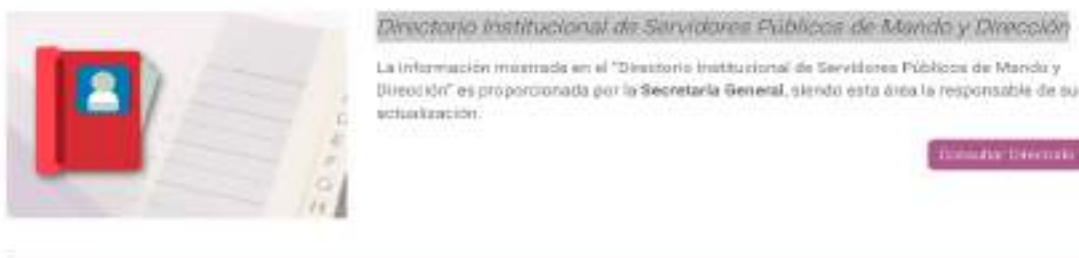 Directorio Institucional de Servidores Públicos de Mando y Dirección
La información mostrada en el "Directorio Institucional de Servidores Públicos de Mando y
Dirección" es proporcionada por la Secretaría General, siendo esta área la responsable de su
actualización.
Consultar Directorio